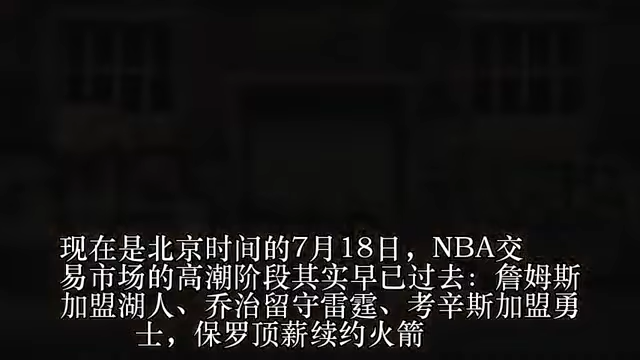 现在是北京时间的7月18日，NBA交
易市场的高潮阶段其实早已过去：詹姆斯
加盟湖人、乔治留守雷霆、考辛斯加盟勇
士，保罗顶薪续约火箭